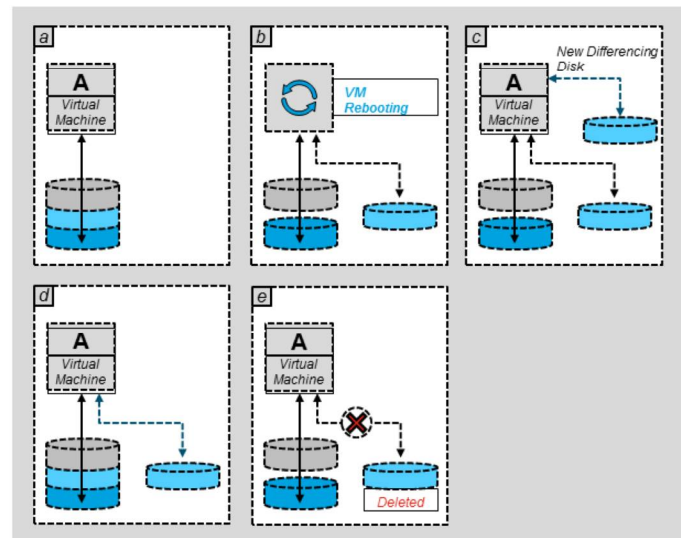 a
A
Virtual
Machine
b
VM
Rebooting
c
A
Virtual
Machine
New Differencing
Disk
d
A
Virtual
Machine
e
A
Virtual
Machine
Deleted